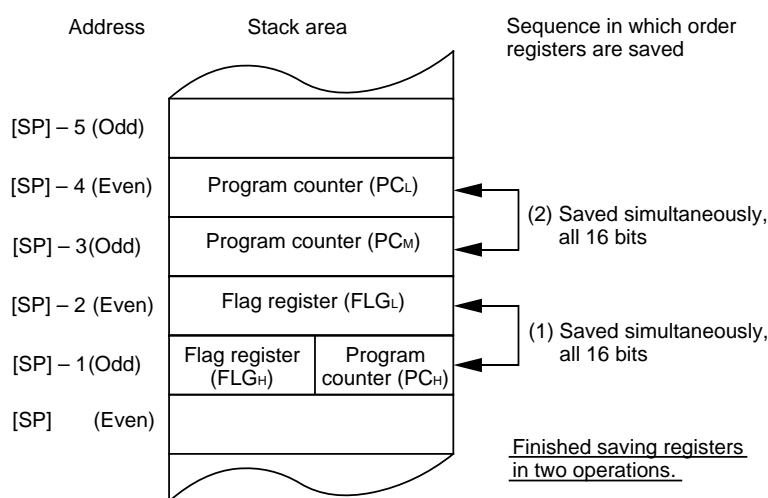 Address Stack area Sequence in which order
registers are saved
[SP] – 5 (Odd)
[SP] – 4 (Even) Program counter (PCL)
(2) Saved simultaneously,
all 16 bits
[SP] – 3(Odd) Program counter (PCM)
[SP] – 2 (Even) Flag register (FLGL)
(1) Saved simultaneously,
all 16 bits
[SP] – 1(Odd) Flag register
(FLGH) Program
counter (PCH)
[SP] (Even)
Finished saving registers
in two operations.